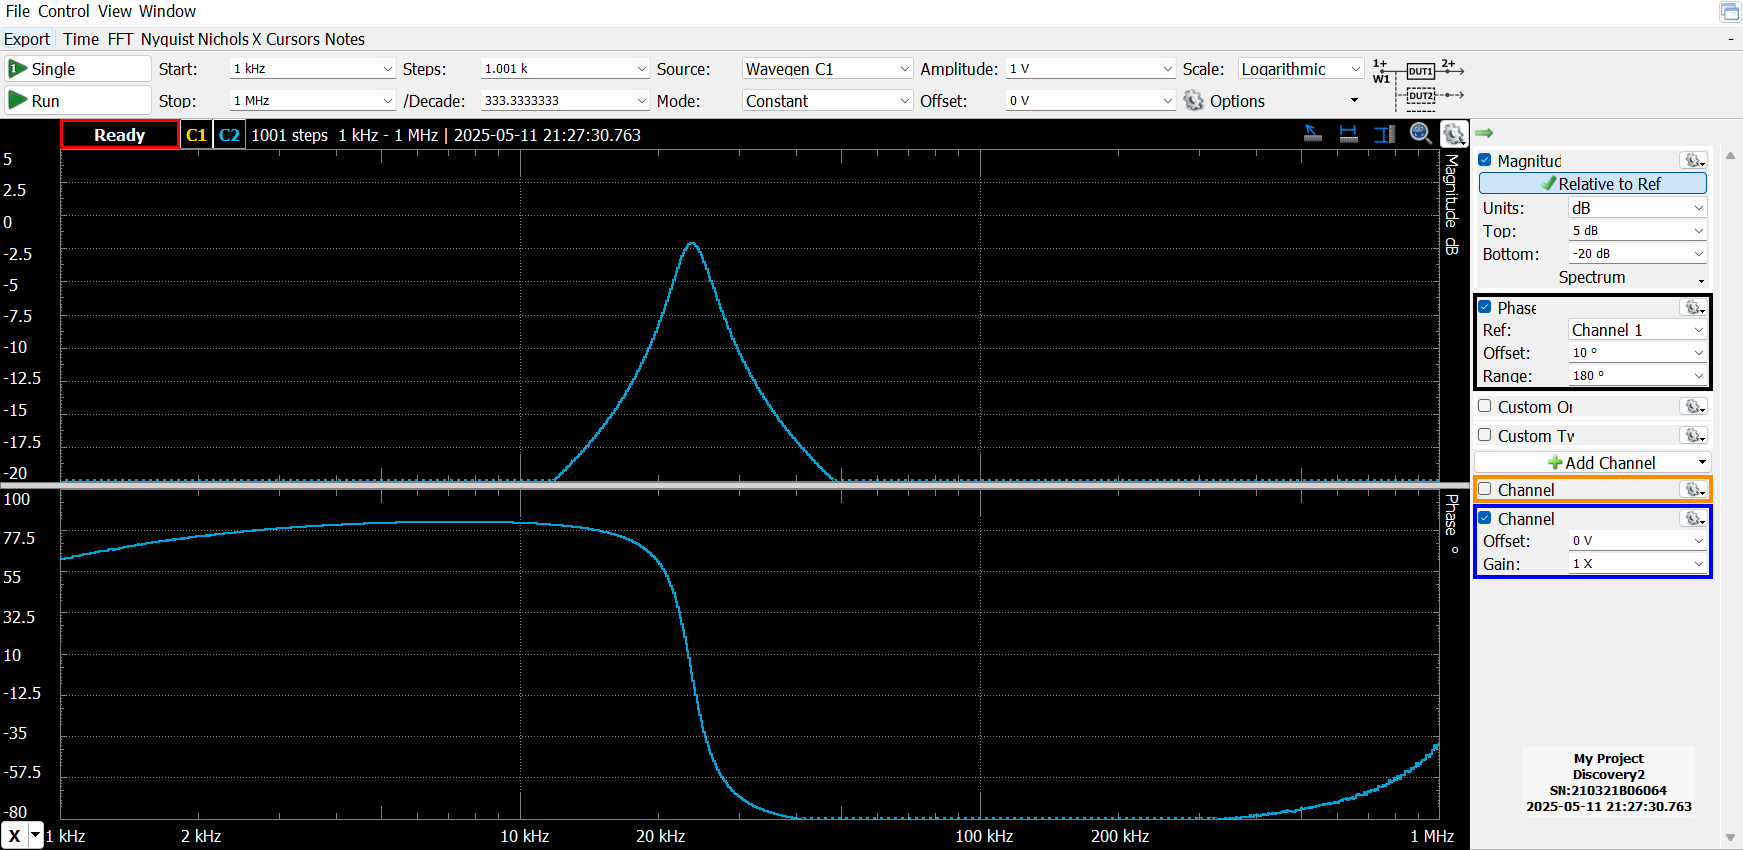 File Control View Window
Export Time FFT Nyquist Nichols X Cursors Notes -
1 Single Start: 1 kHz Steps: 1.001 k Source: Wavegen C1 Amplitude: 1 V Scale: Logarithmic 1+ DUT1 2+
W1
Run Stop: 1 MHz /Decade: 333.3333333 Mode: Constant Offset: 0 V Options DUT2
Ready C1 C2 1001 steps 1 kHz - 1 MHz | 2025-05-11 21:27:30.763
5
2.5
0
-2.5
-5
-7.5
-10
-12.5
-15
-17.5
-20
Magnitude dB
100
77.5
55
32.5
10
-12.5
-35
-57.5
-80
Phase °
X 1 kHz 2 kHz 10 kHz 20 kHz 100 kHz 200 kHz 1 MHz
Magnitud
Relative to Ref
Units: dB
Top: 5 dB
Bottom: -20 dB
Spectrum
Phase
Ref: Channel 1
Offset: 10 º
Range: 180 º
Custom Or
Custom Tv
Add Channel
Channel
Channel
Offset: 0 V
Gain: 1 X
My Project
Discovery2
SN:210321B06064
2025-05-11 21:27:30.763